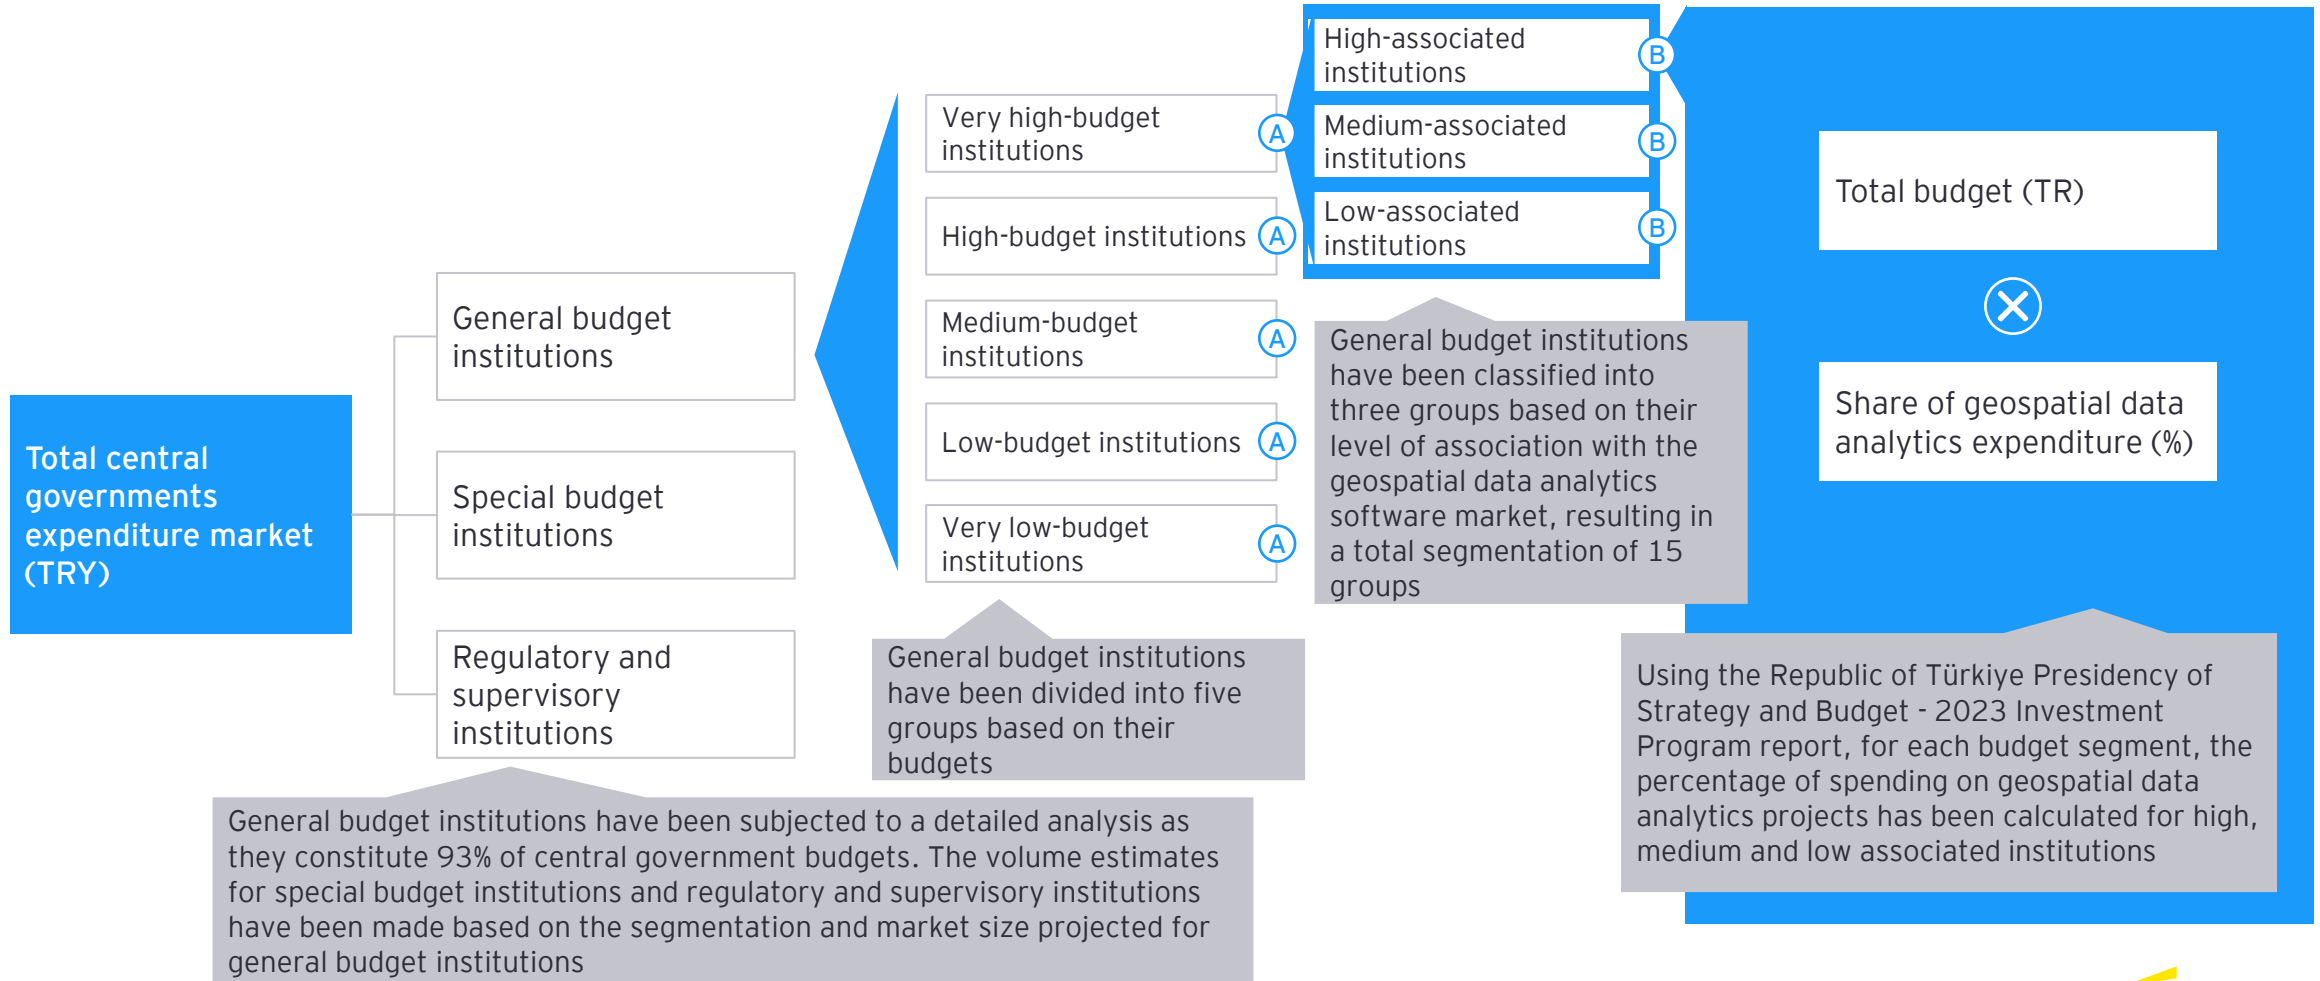 Total central
governments
expenditure market
(TRY)
General budget
institutions
Special budget
institutions
Regulatory and
supervisory
institutions
General budget institutions have been subjected to a detailed analysis as
they constitute 93% of central government budgets. The volume estimates
for special budget institutions and regulatory and supervisory institutions
have been made based on the segmentation and market size projected for
general budget institutions
Very high-budget
institutions
A
High-budget institutions
A
Medium-budget
institutions
A
Low-budget institutions
A
Very low-budget
institutions
A
General budget institutions
have been divided into five
groups based on their
budgets
High-associated
institutions
B
Medium-associated
institutions
B
Low-associated
institutions
B
General budget institutions
have been classified into
three groups based on their
level of association with the
geospatial data analytics
software market, resulting in
a total segmentation of 15
groups
Total budget (TR)
Share of geospatial data
analytics expenditure (%)
Using the Republic of Türkiye Presidency of
Strategy and Budget - 2023 Investment
Program report, for each budget segment, the
percentage of spending on geospatial data
analytics projects has been calculated for high,
medium and low associated institutions